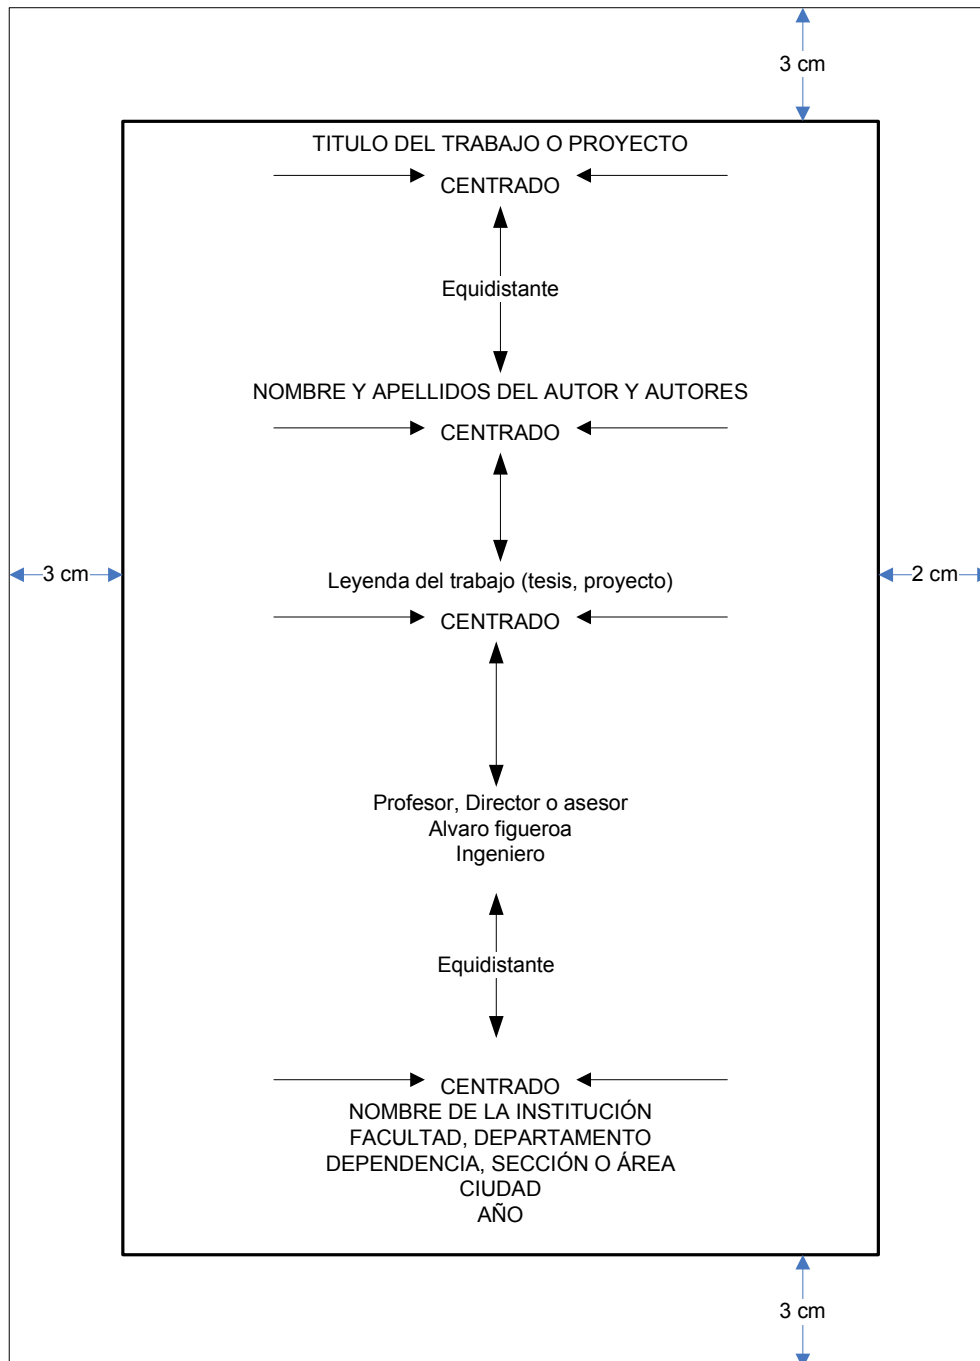 3 cm
TITULO DEL TRABAJO O PROYECTO
CENTRADO
Equidistante
NOMBRE Y APELLIDOS DEL AUTOR Y AUTORES
CENTRADO
3 cm
2 cm
Leyenda del trabajo (tesis, proyecto)
CENTRADO
Profesor, Director o asesor
Alvaro figueroa
Ingeniero
Equidistante
CENTRADO
NOMBRE DE LA INSTITUCIÓN
FACULTAD, DEPARTAMENTO
DEPENDENCIA, SECCIÓN O ÁREA
CIUDAD
AÑO
3 cm